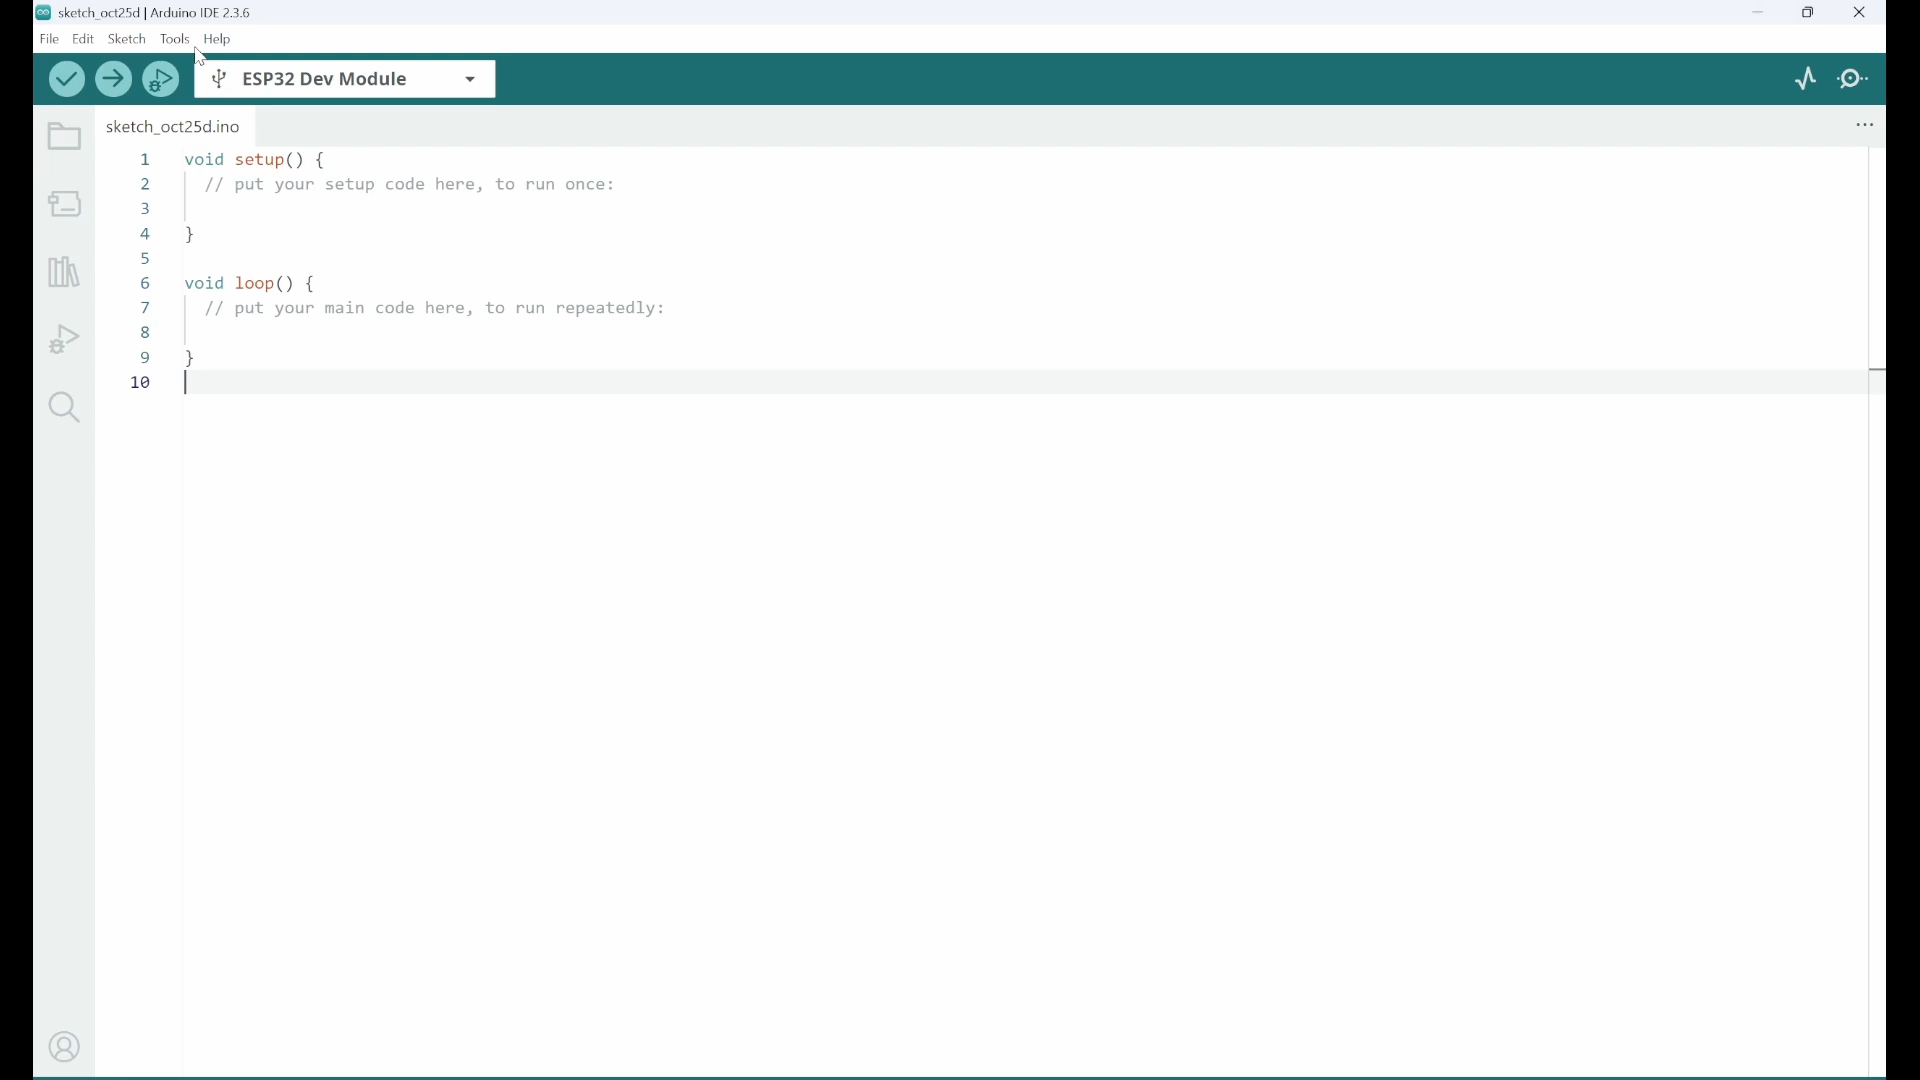 sketch_oct25d | Arduino IDE 2.3.6
File Edit Sketch Tools Help
ESP32 Dev Module
sketch_oct25d.ino
1 void setup() {
2 // put your setup code here, to run once:
3
4 }
5
6 void loop() {
7 // put your main code here, to run repeatedly:
8
9 }
10